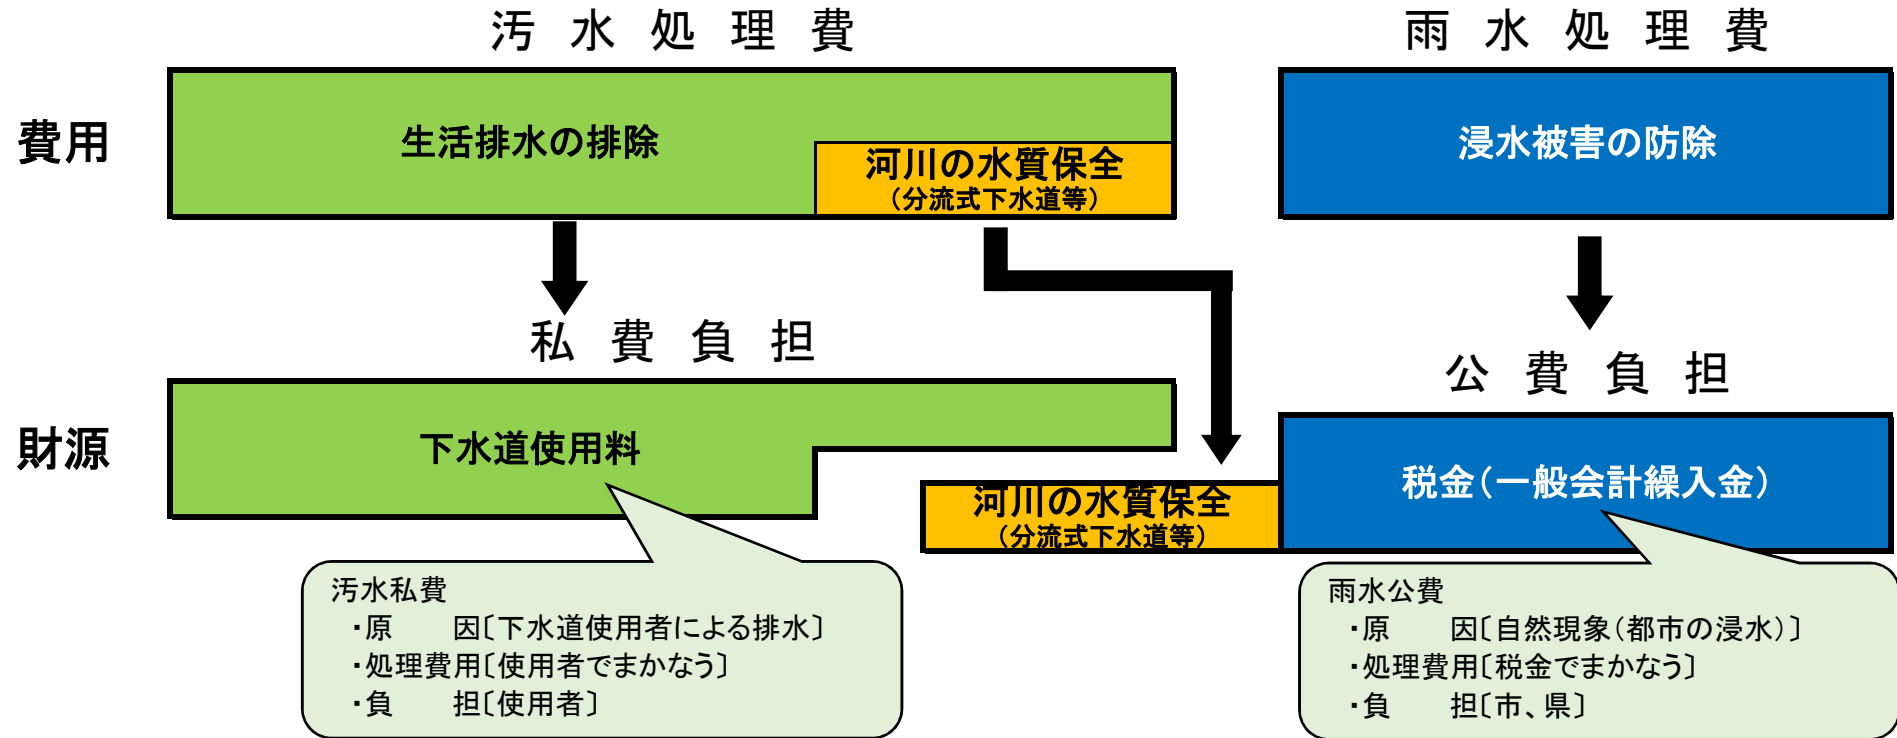 汚水処理費
雨水処理費
費用
生活排水の排除
河川の水質保全
（分流式下水道等）
浸水被害の防除
私費負担
公費負担
財源
下水道使用料
河川の水質保全
（分流式下水道等）
税金（一般会計繰入金）
汚水私費
・原　　因〔下水道使用者による排水〕
・処理費用〔使用者でまかなう〕
・負　　担〔使用者〕
雨水公費
・原　　因〔自然現象（都市の浸水）〕
・処理費用〔税金でまかなう〕
・負　　担〔市、県〕